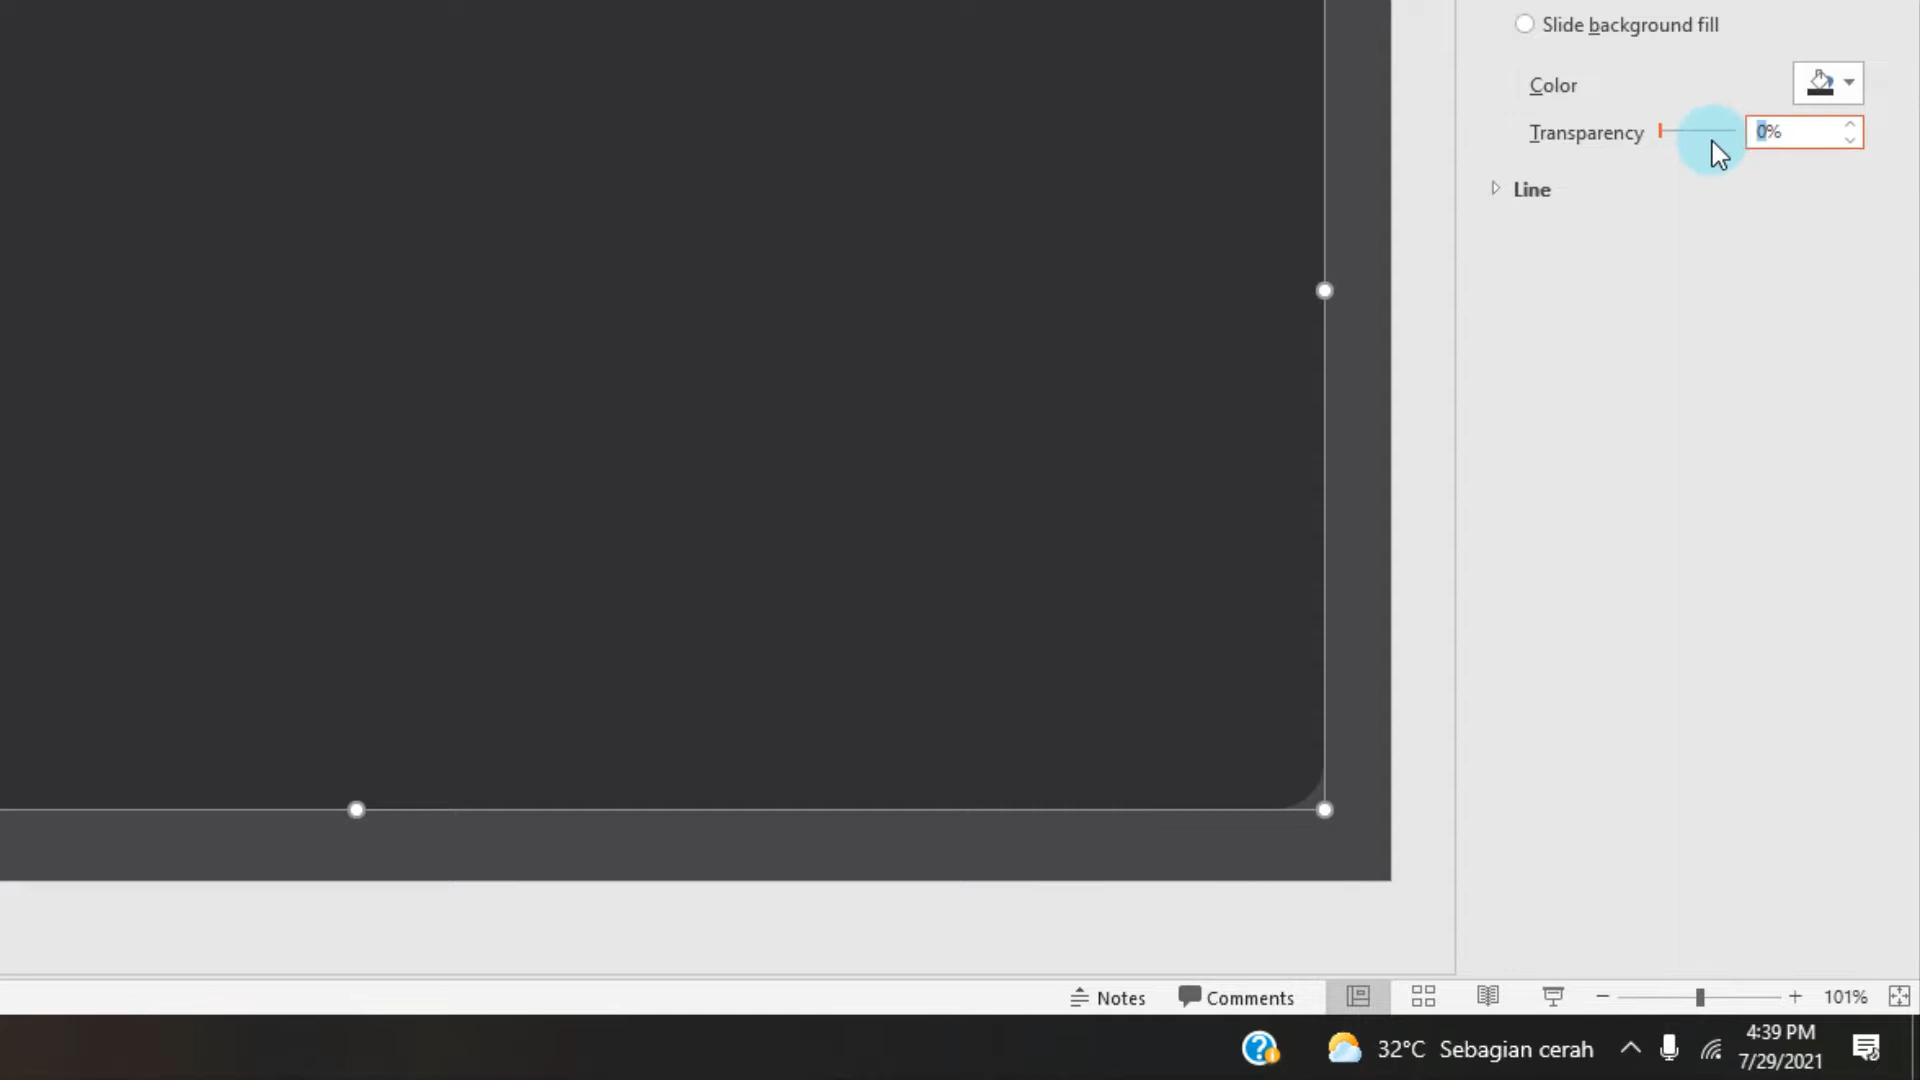 Slide background fill
Color
Transparency 0%
Line
Notes Comments 101%
32°C Sebagian cerah
4:39 PM
7/29/2021